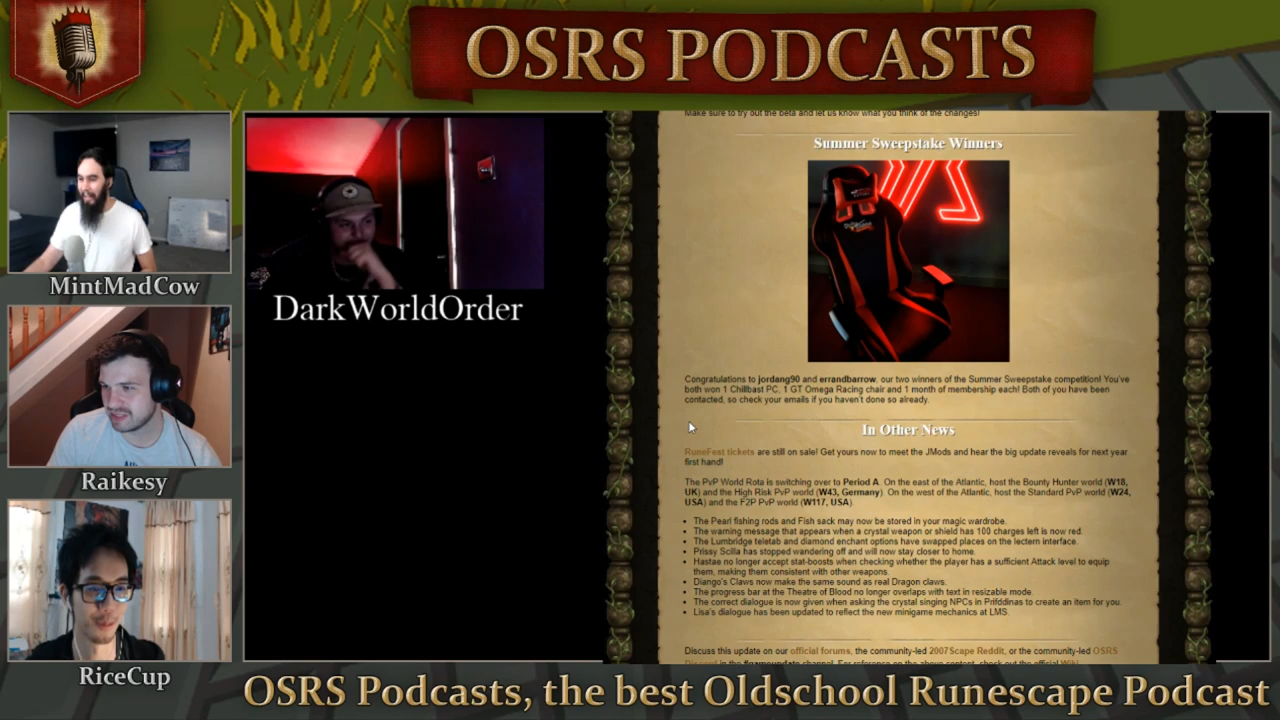 OSRS PODCASTS
MintMadCow
Raikesy
RiceCup
DarkWorldOrder
Make sure to try out the beta and let us know what you think of the changes!
Summer Sweepstake Winners
Congratulations to jordang90 and errandbarrow, our two winners of the Summer Sweepstake competition! You've
both won 1 Chillblast PC, 1 GT Omega Racing chair and 1 month of membership each! Both of you have been
contacted, so check your emails if you haven't done so already.
In Other News
RuneFest tickets are still on sale! Get yours now to meet the JMods and hear the big update reveals for next year
first hand!
The PvP World Rota is switching over to Period A. On the east of the Atlantic, host the Bounty Hunter world (W18,
UK) and the High Risk PvP world (W43, Germany). On the west of the Atlantic, host the Standard PvP world (W24,
USA) and the F2P PvP world (W117, USA).
• The Pearl fishing rods and Fish sack may now be stored in your magic wardrobe.
• The warning message that appears when a crystal weapon or shield has 100 charges left is now red.
• The Lumbridge teletab and diamond enchant options have swapped places on the lectern interface.
• Prissy Scilla has stopped wandering off and will now stay closer to home.
• Hastae no longer accept stat-boosts when checking whether the player has a sufficient Attack level to equip
them, making them consistent with other weapons.
• Diango's Claws now make the same sound as real Dragon claws.
• The progress bar at the Theatre of Blood no longer overlaps with text in resizable mode.
• The correct dialogue is now given when asking the crystal singing NPCs in Prifddinas to create an item for you.
• Lisa's dialogue has been updated to reflect the new minigame mechanics at LMS.
Discuss this update on our official forums, the community-led 2007Scape Reddit, or the community-led OSRS
OSRS Podcasts, the best Oldschool Runescape Podcast